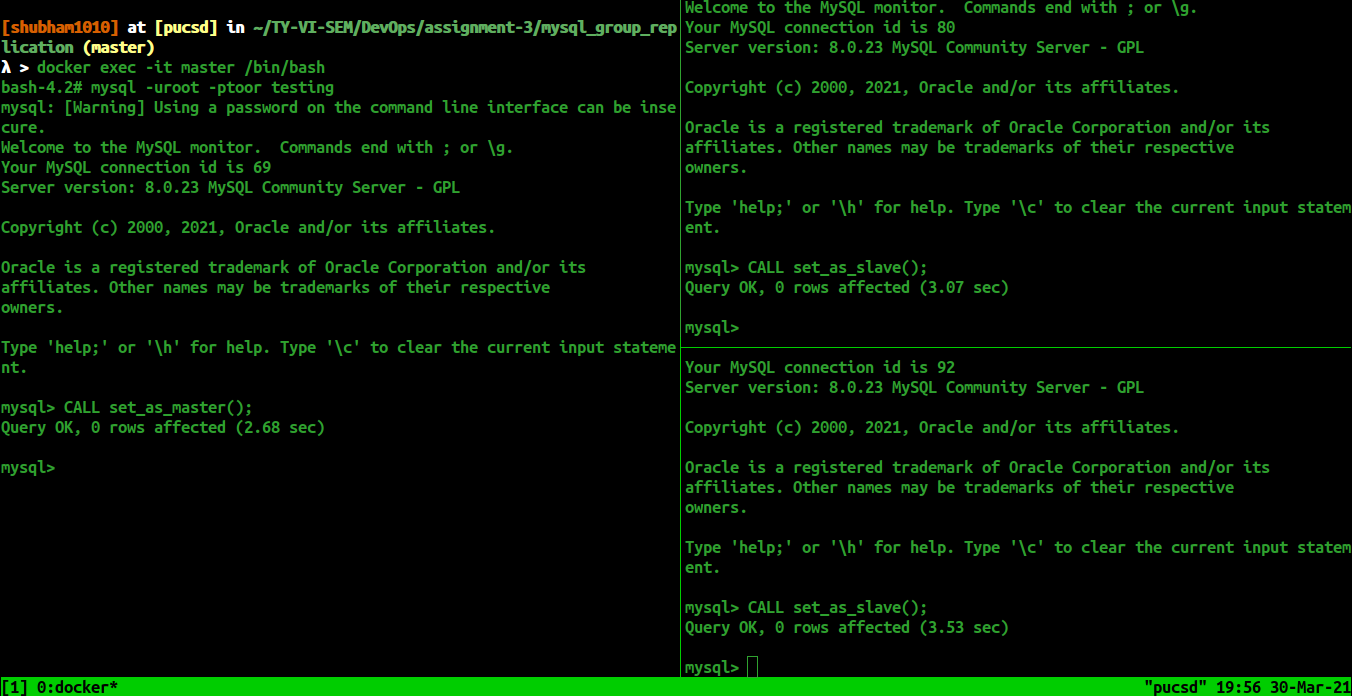 [shubham1010] at [pucsd] in ~/TY-VI-SEM/DevOps/assignment-3/mysql_group_rep
lication (master)
λ > docker exec -it master /bin/bash
bash-4.2# mysql -uroot -ptoor testing
mysql: [Warning] Using a password on the command line interface can be inse
cure.
Welcome to the MySQL monitor.  Commands end with ; or \g.
Your MySQL connection id is 69
Server version: 8.0.23 MySQL Community Server - GPL

Copyright (c) 2000, 2021, Oracle and/or its affiliates.

Oracle is a registered trademark of Oracle Corporation and/or its
affiliates. Other names may be trademarks of their respective
owners.

Type 'help;' or '\h' for help. Type '\c' to clear the current input stateme
nt.

mysql> CALL set_as_master();
Query OK, 0 rows affected (2.68 sec)

mysql>
Welcome to the MySQL monitor.  Commands end with ; or \g.
Your MySQL connection id is 80
Server version: 8.0.23 MySQL Community Server - GPL

Copyright (c) 2000, 2021, Oracle and/or its affiliates.

Oracle is a registered trademark of Oracle Corporation and/or its
affiliates. Other names may be trademarks of their respective
owners.

Type 'help;' or '\h' for help. Type '\c' to clear the current input statem
ent.

mysql> CALL set_as_slave();
Query OK, 0 rows affected (3.07 sec)

mysql>
Your MySQL connection id is 92
Server version: 8.0.23 MySQL Community Server - GPL

Copyright (c) 2000, 2021, Oracle and/or its affiliates.

Oracle is a registered trademark of Oracle Corporation and/or its
affiliates. Other names may be trademarks of their respective
owners.

Type 'help;' or '\h' for help. Type '\c' to clear the current input statem
ent.

mysql> CALL set_as_slave();
Query OK, 0 rows affected (3.53 sec)

mysql>
[1] 0:docker* "pucsd" 19:56 30-Mar-21